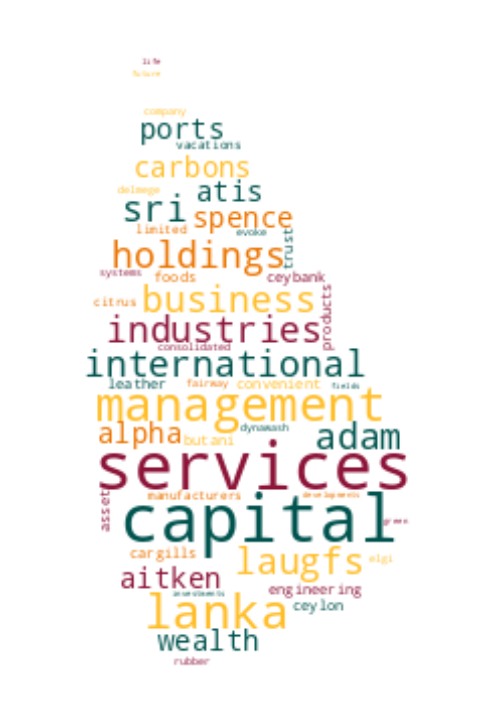 life
future
company
ports
vacations
carbons
delmege
atis
sri
spence
limited
evoke
trust
holdings
systems
foods
ceybank
citrus
business
products
industries
consolidated
international
leather
fairway
convenient
fields
management
alpha
butani
dynawash
adam
services
asset
manufacturers
developments
capital
green
cargills
laugfs
elgi
aitken
investments
engineering
lanka
ceylon
wealth
rubber